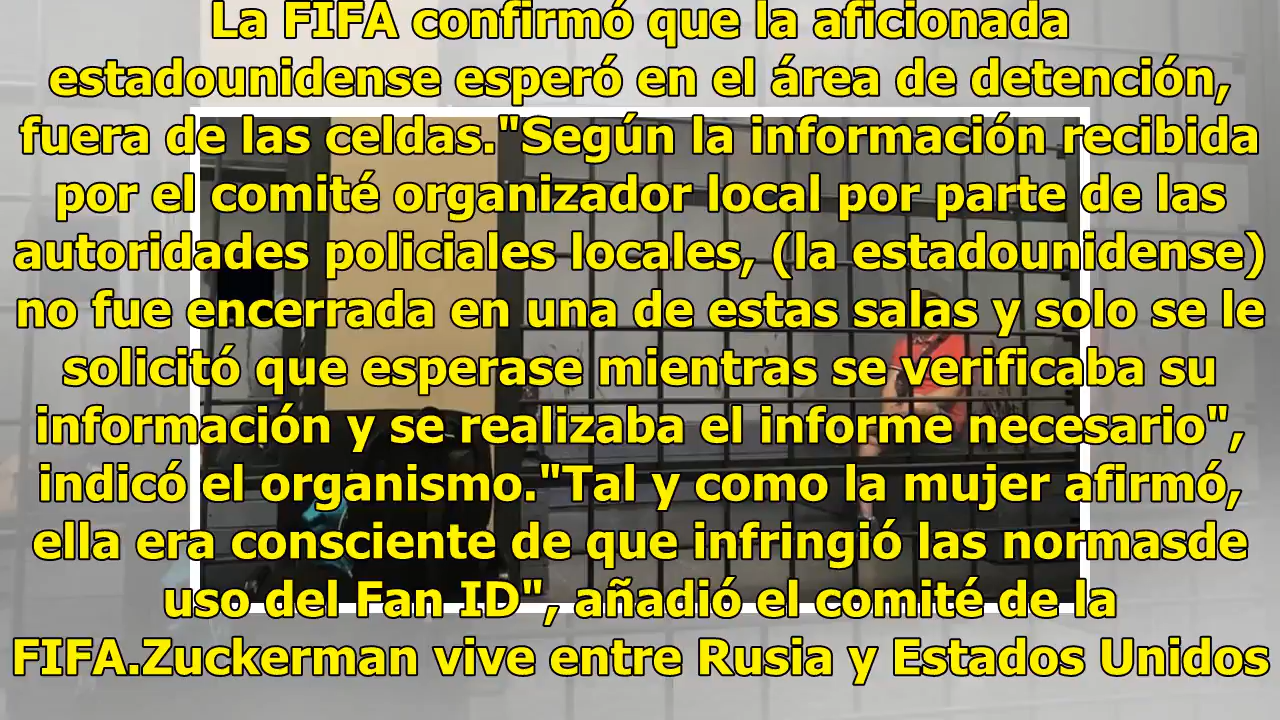 La FIFA confirmó que la aficionada
estadounidense esperó en el área de detención,
fuera de las celdas."Según la información recibida
por el comité organizador local por parte de las
autoridades policiales locales, (la estadounidense)
no fue encerrada en una de estas salas y solo se le
solicitó que esperase mientras se verificaba su
información y se realizaba el informe necesario",
indicó el organismo."Tal y como la mujer afirmó,
ella era consciente de que infringió las normasde
uso del Fan ID", añadió el comité de la
FIFA.Zuckerman vive entre Rusia y Estados Unidos